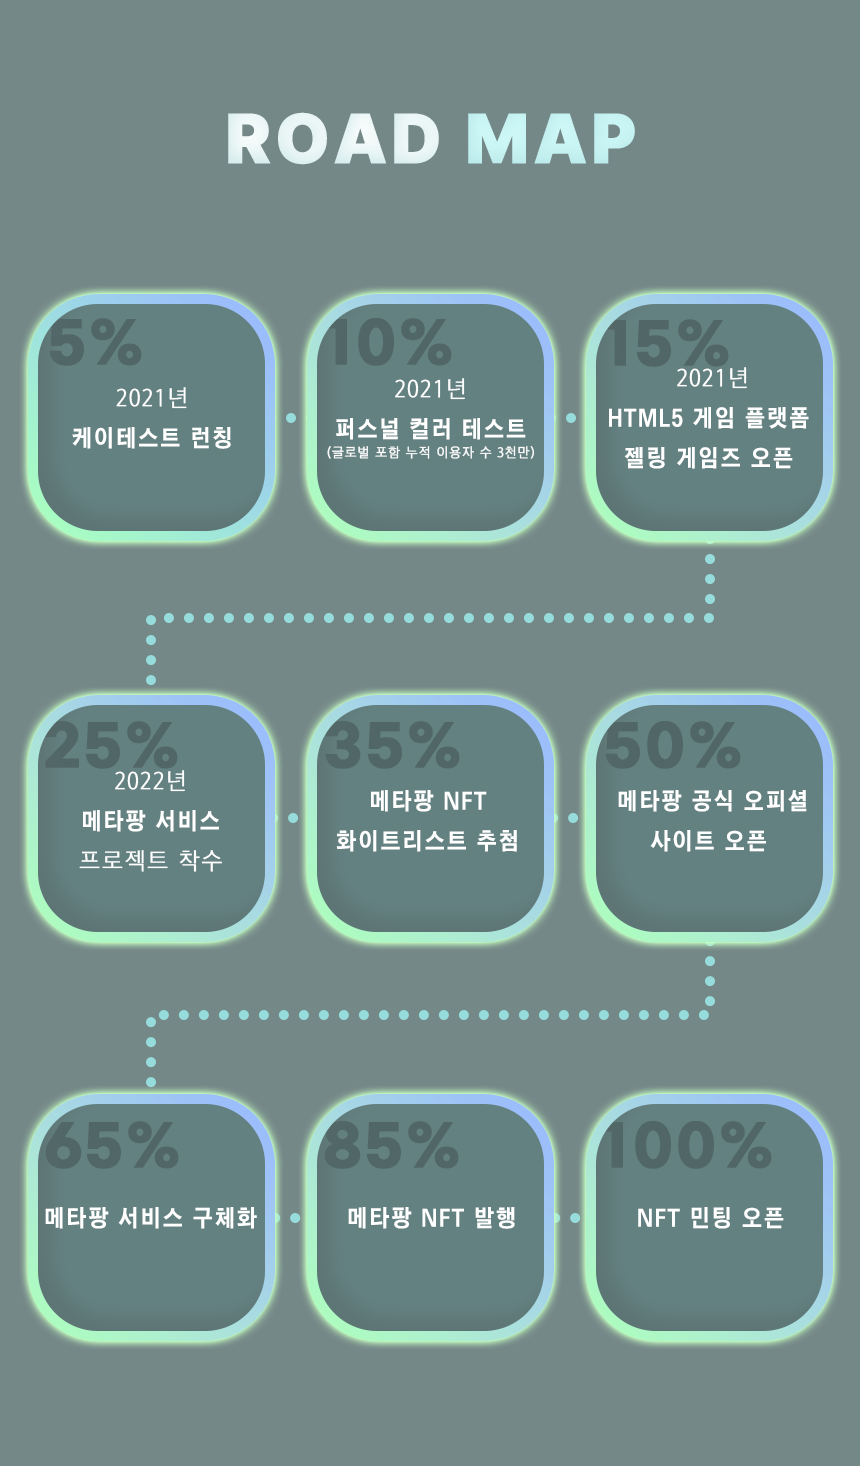 ROAD MAP
5%
2021년
케이테스트 런칭
10%
2021년
퍼스널 컬러 테스트
(글로벌 포함 누적 이용자 수 3천만)
15%
2021년
HTML5 게임 플랫폼
젤링 게임즈 오픈
25%
2022년
메타팡 서비스
프로젝트 착수
35%
메타팡 NFT
화이트리스트 추첨
50%
메타팡 공식 오피셜
사이트 오픈
65%
메타팡 서비스 구체화
85%
메타팡 NFT 발행
100%
NFT 민팅 오픈